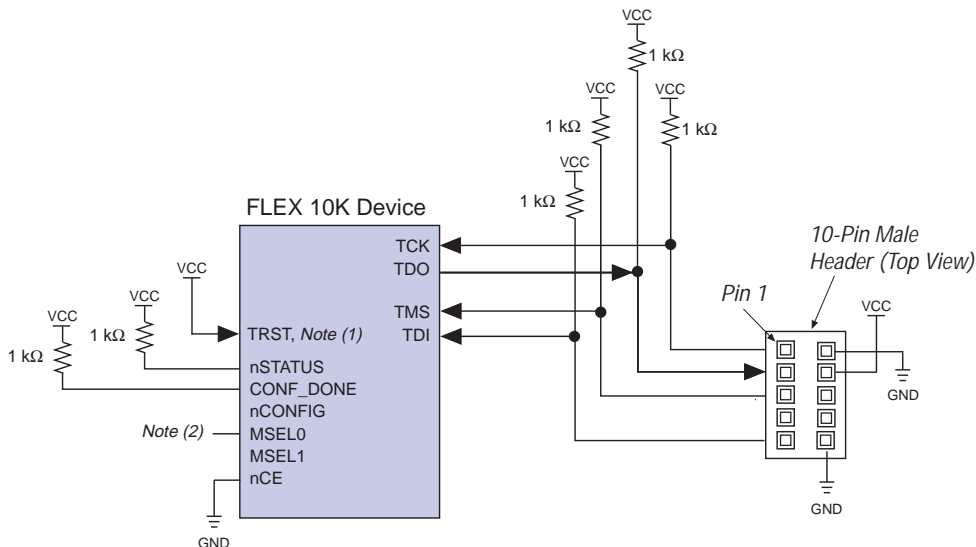 VCC
1 kΩ
VCC
1 kΩ
VCC
1 kΩ
VCC
1 kΩ
FLEX 10K Device
TCK
TDO
TMS
TDI
TRST, Note (1)
nSTATUS
CONF_DONE
nCONFIG
MSEL0
MSEL1
nCE
VCC
VCC
1 kΩ
VCC
1 kΩ
Note (2)
GND
10-Pin Male
Header (Top View)
Pin 1
VCC
GND
GND